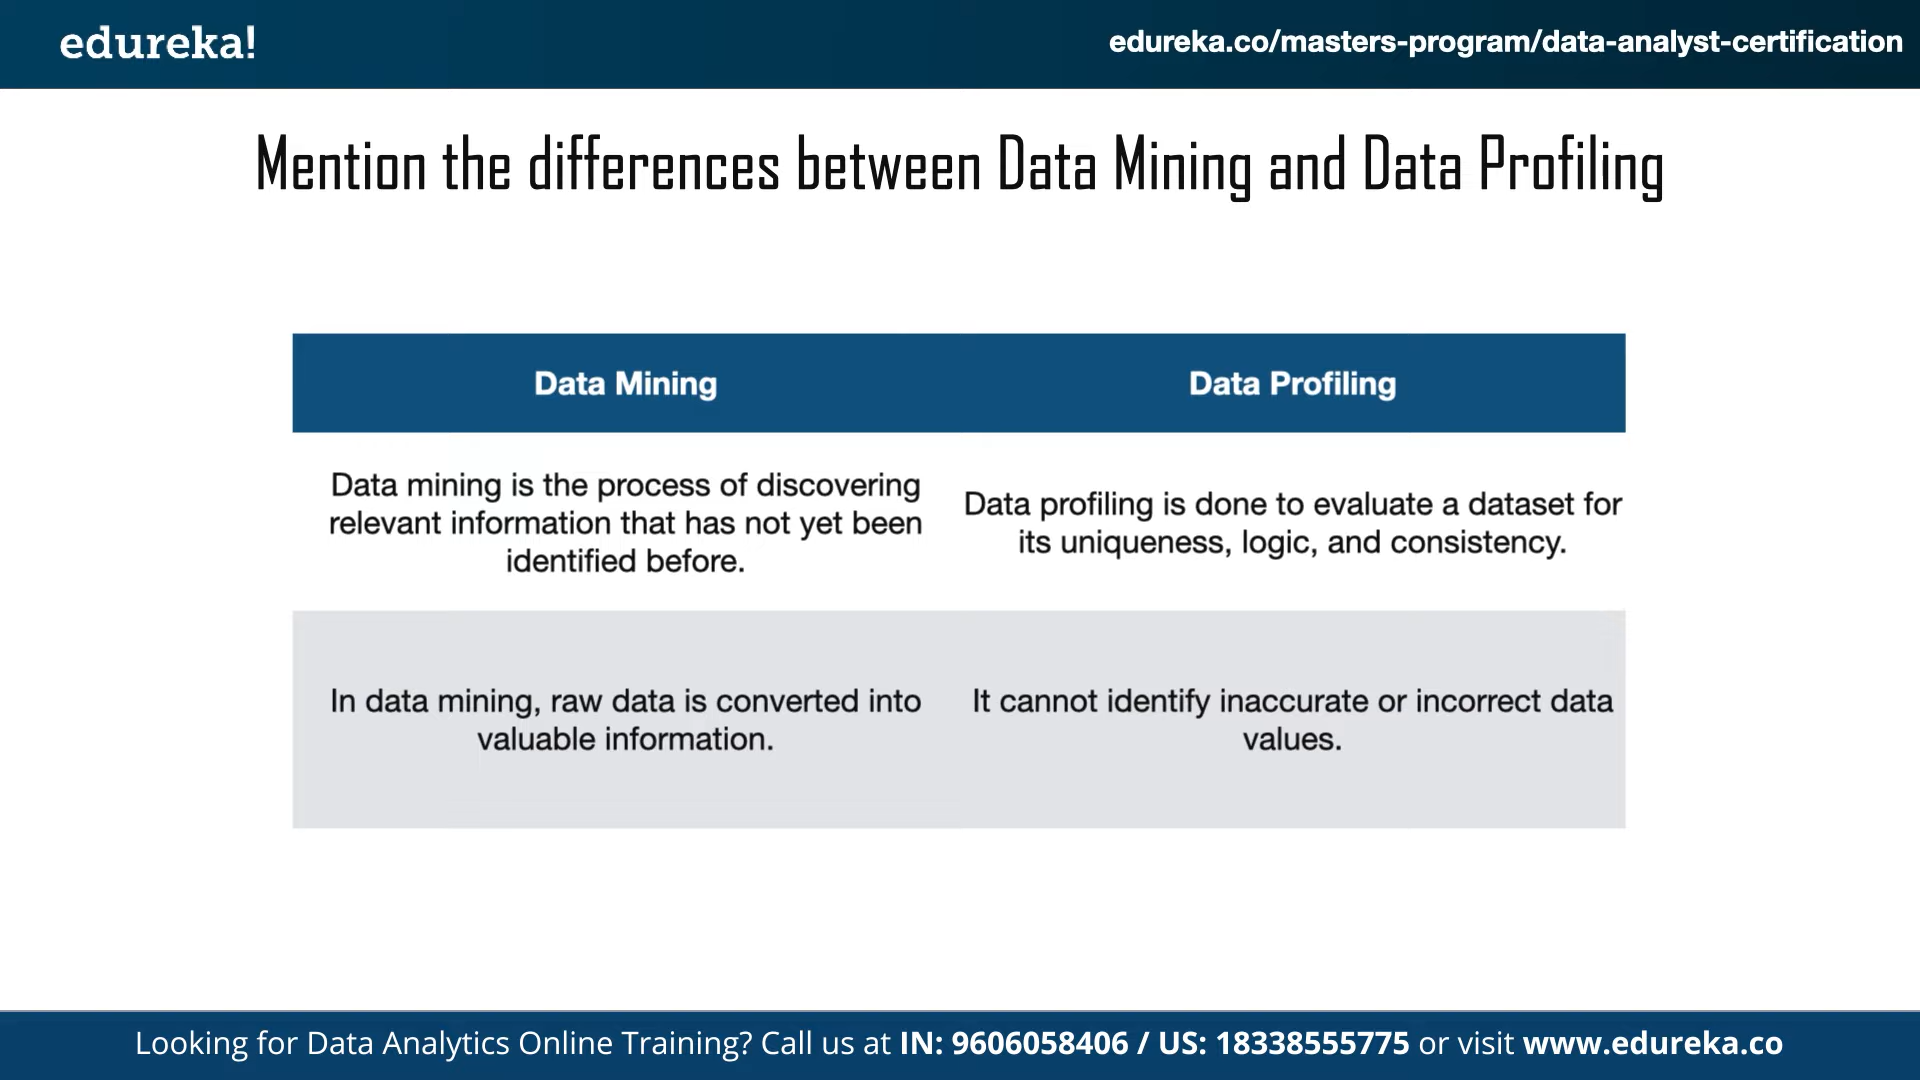 edureka!
edureka.co/masters-program/data-analyst-certification
Mention the differences between Data Mining and Data Profiling
Data Mining
Data Profiling
Data mining is the process of discovering
relevant information that has not yet been
identified before.
Data profiling is done to evaluate a dataset for
its uniqueness, logic, and consistency.
In data mining, raw data is converted into
valuable information.
It cannot identify inaccurate or incorrect data
values.
Looking for Data Analytics Online Training? Call us at IN: 9606058406 / US: 18338555775 or visit www.edureka.co